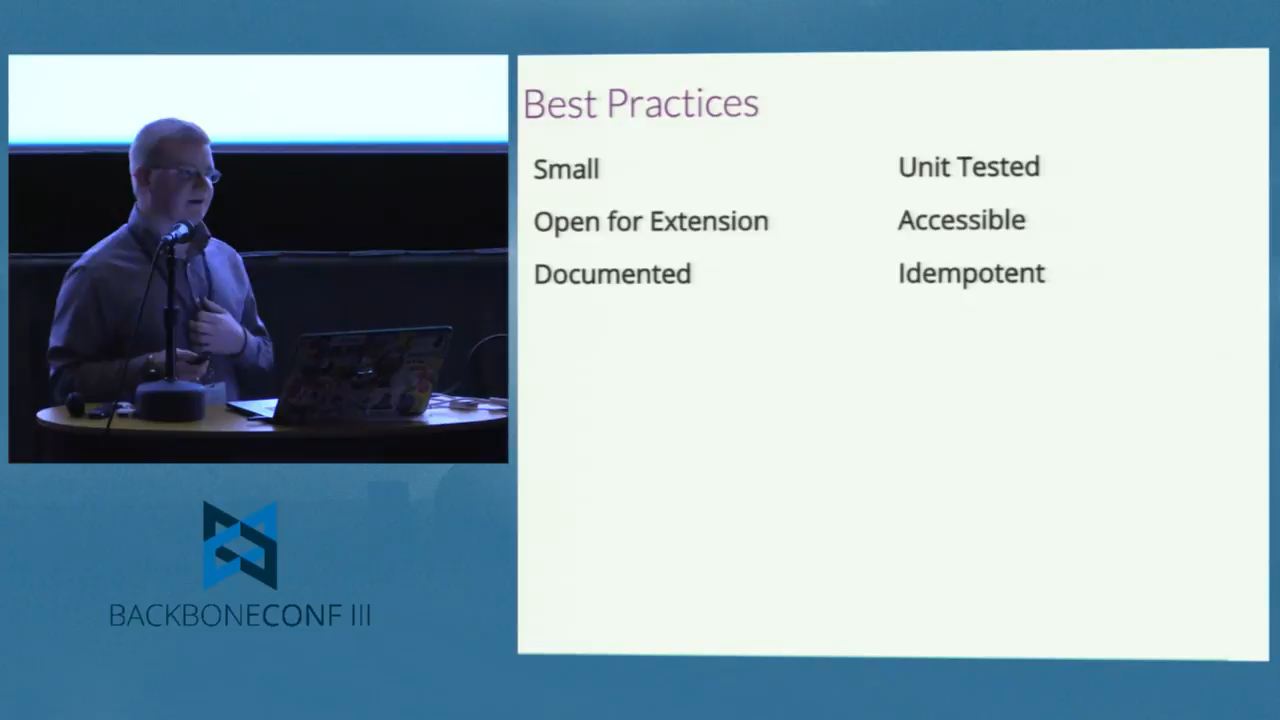 Best Practices
Small
Open for Extension
Documented
Unit Tested
Accessible
Idempotent
BACKBONECONF III